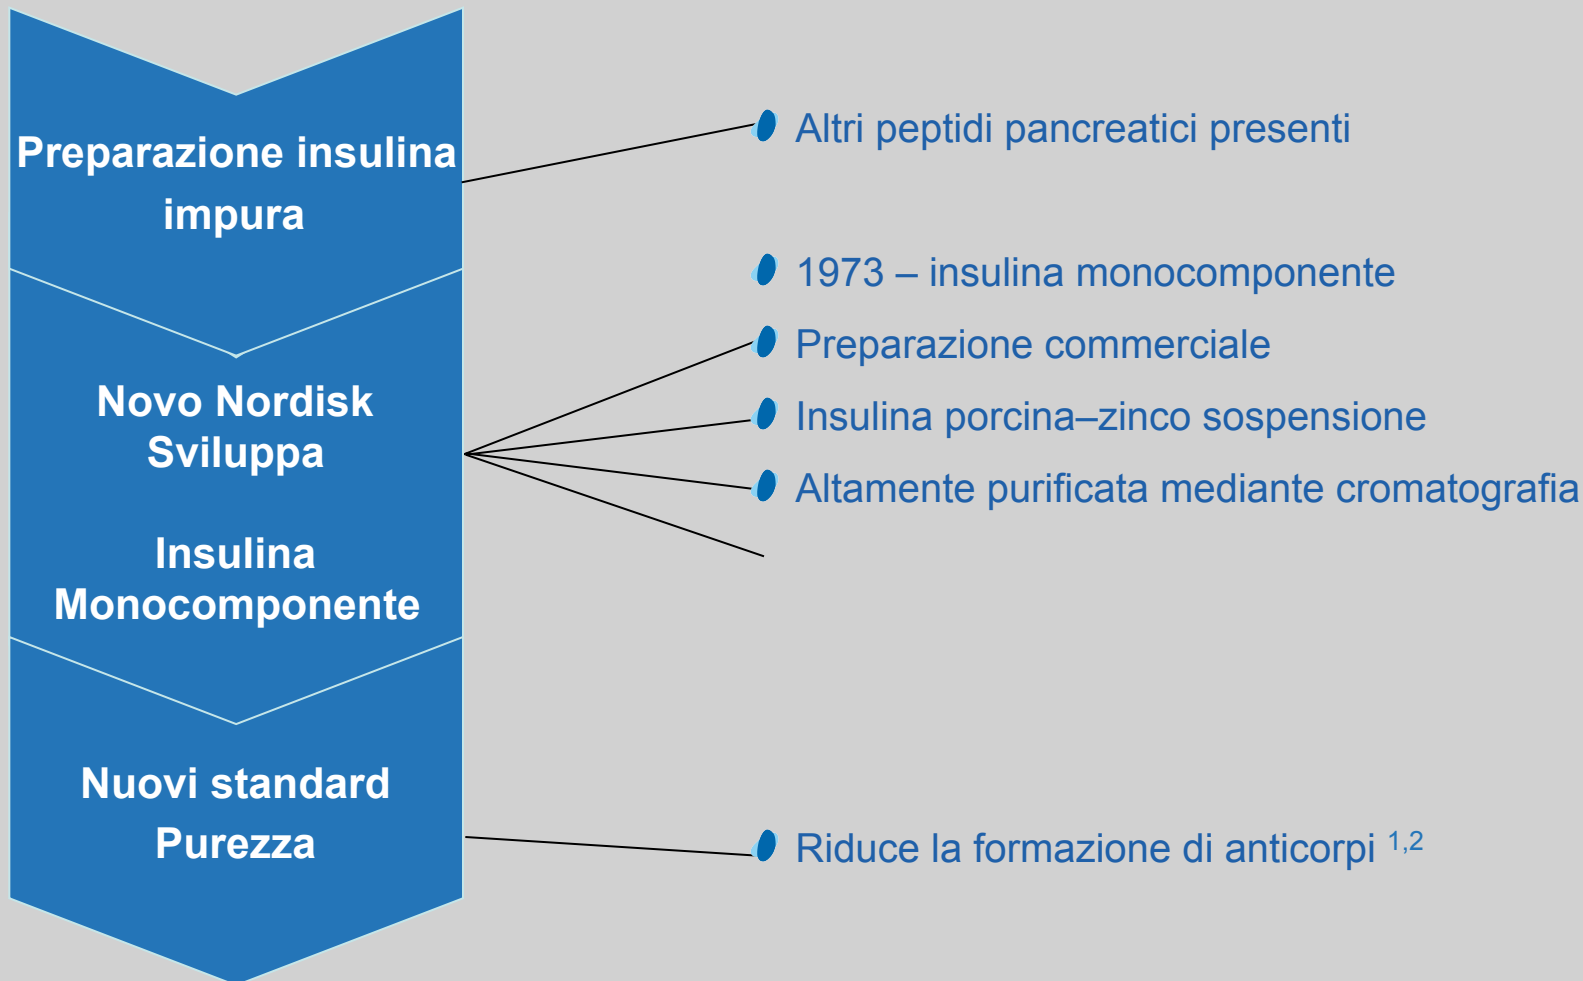 Preparazione insulina
impura
Altri peptidi pancreatici presenti
Novo Nordisk
Sviluppa
Insulina
Monocomponente
1973 – insulina monocomponente
Preparazione commerciale
Insulina porcina–zinco sospensione
Altamente purificata mediante cromatografia
Nuovi standard
Purezza
Riduce la formazione di anticorpi 1,2